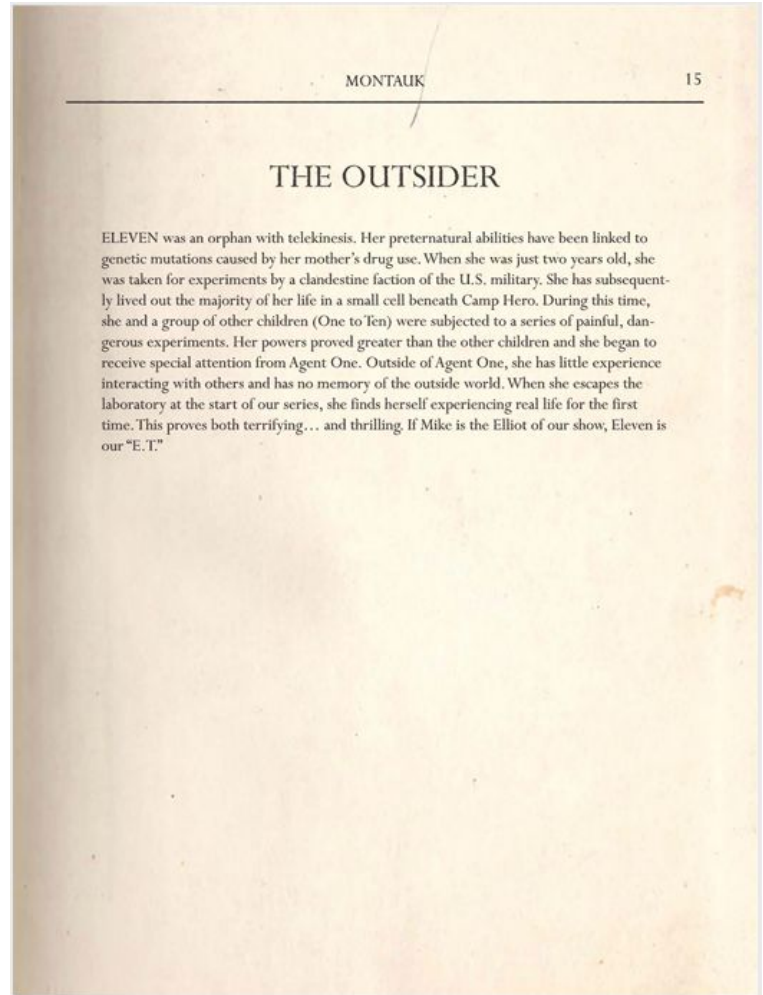 MONTAUK 15
THE OUTSIDER
ELEVEN was an orphan with telekinesis. Her preternatural abilities have been linked to
genetic mutations caused by her mother's drug use. When she was just two years old, she
was taken for experiments by a clandestine faction of the U.S. military. She has subsequent-
ly lived out the majority of her life in a small cell beneath Camp Hero. During this time,
she and a group of other children (One to Ten) were subjected to a series of painful, dan-
gerous experiments. Her powers proved greater than the other children and she began to
receive special attention from Agent One. Outside of Agent One, she has little experience
interacting with others and has no memory of the outside world. When she escapes the
laboratory at the start of our series, she finds herself experiencing real life for the first
time. This proves both terrifying... and thrilling. If Mike is the Elliot of our show, Eleven is
our “E.T.”